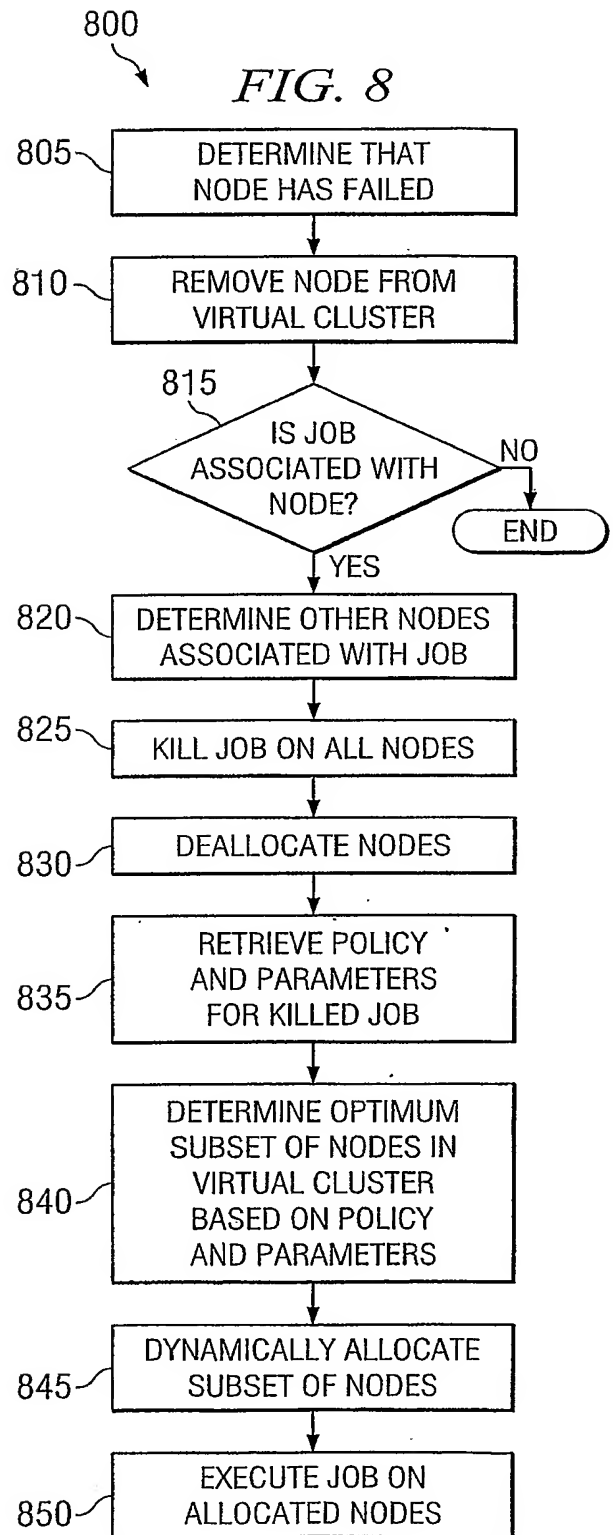 800
FIG. 8
805
DETERMINE THAT
NODE HAS FAILED
810
REMOVE NODE FROM
VIRTUAL CLUSTER
815
IS JOB
ASSOCIATED WITH
NODE?
NO
END
YES
820
DETERMINE OTHER NODES
ASSOCIATED WITH JOB
825
KILL JOB ON ALL NODES
830
DEALLOCATE NODES
835
RETRIEVE POLICY
AND PARAMETERS
FOR KILLED JOB
840
DETERMINE OPTIMUM
SUBSET OF NODES IN
VIRTUAL CLUSTER
BASED ON POLICY
AND PARAMETERS
845
DYNAMICALLY ALLOCATE
SUBSET OF NODES
850
EXECUTE JOB ON
ALLOCATED NODES